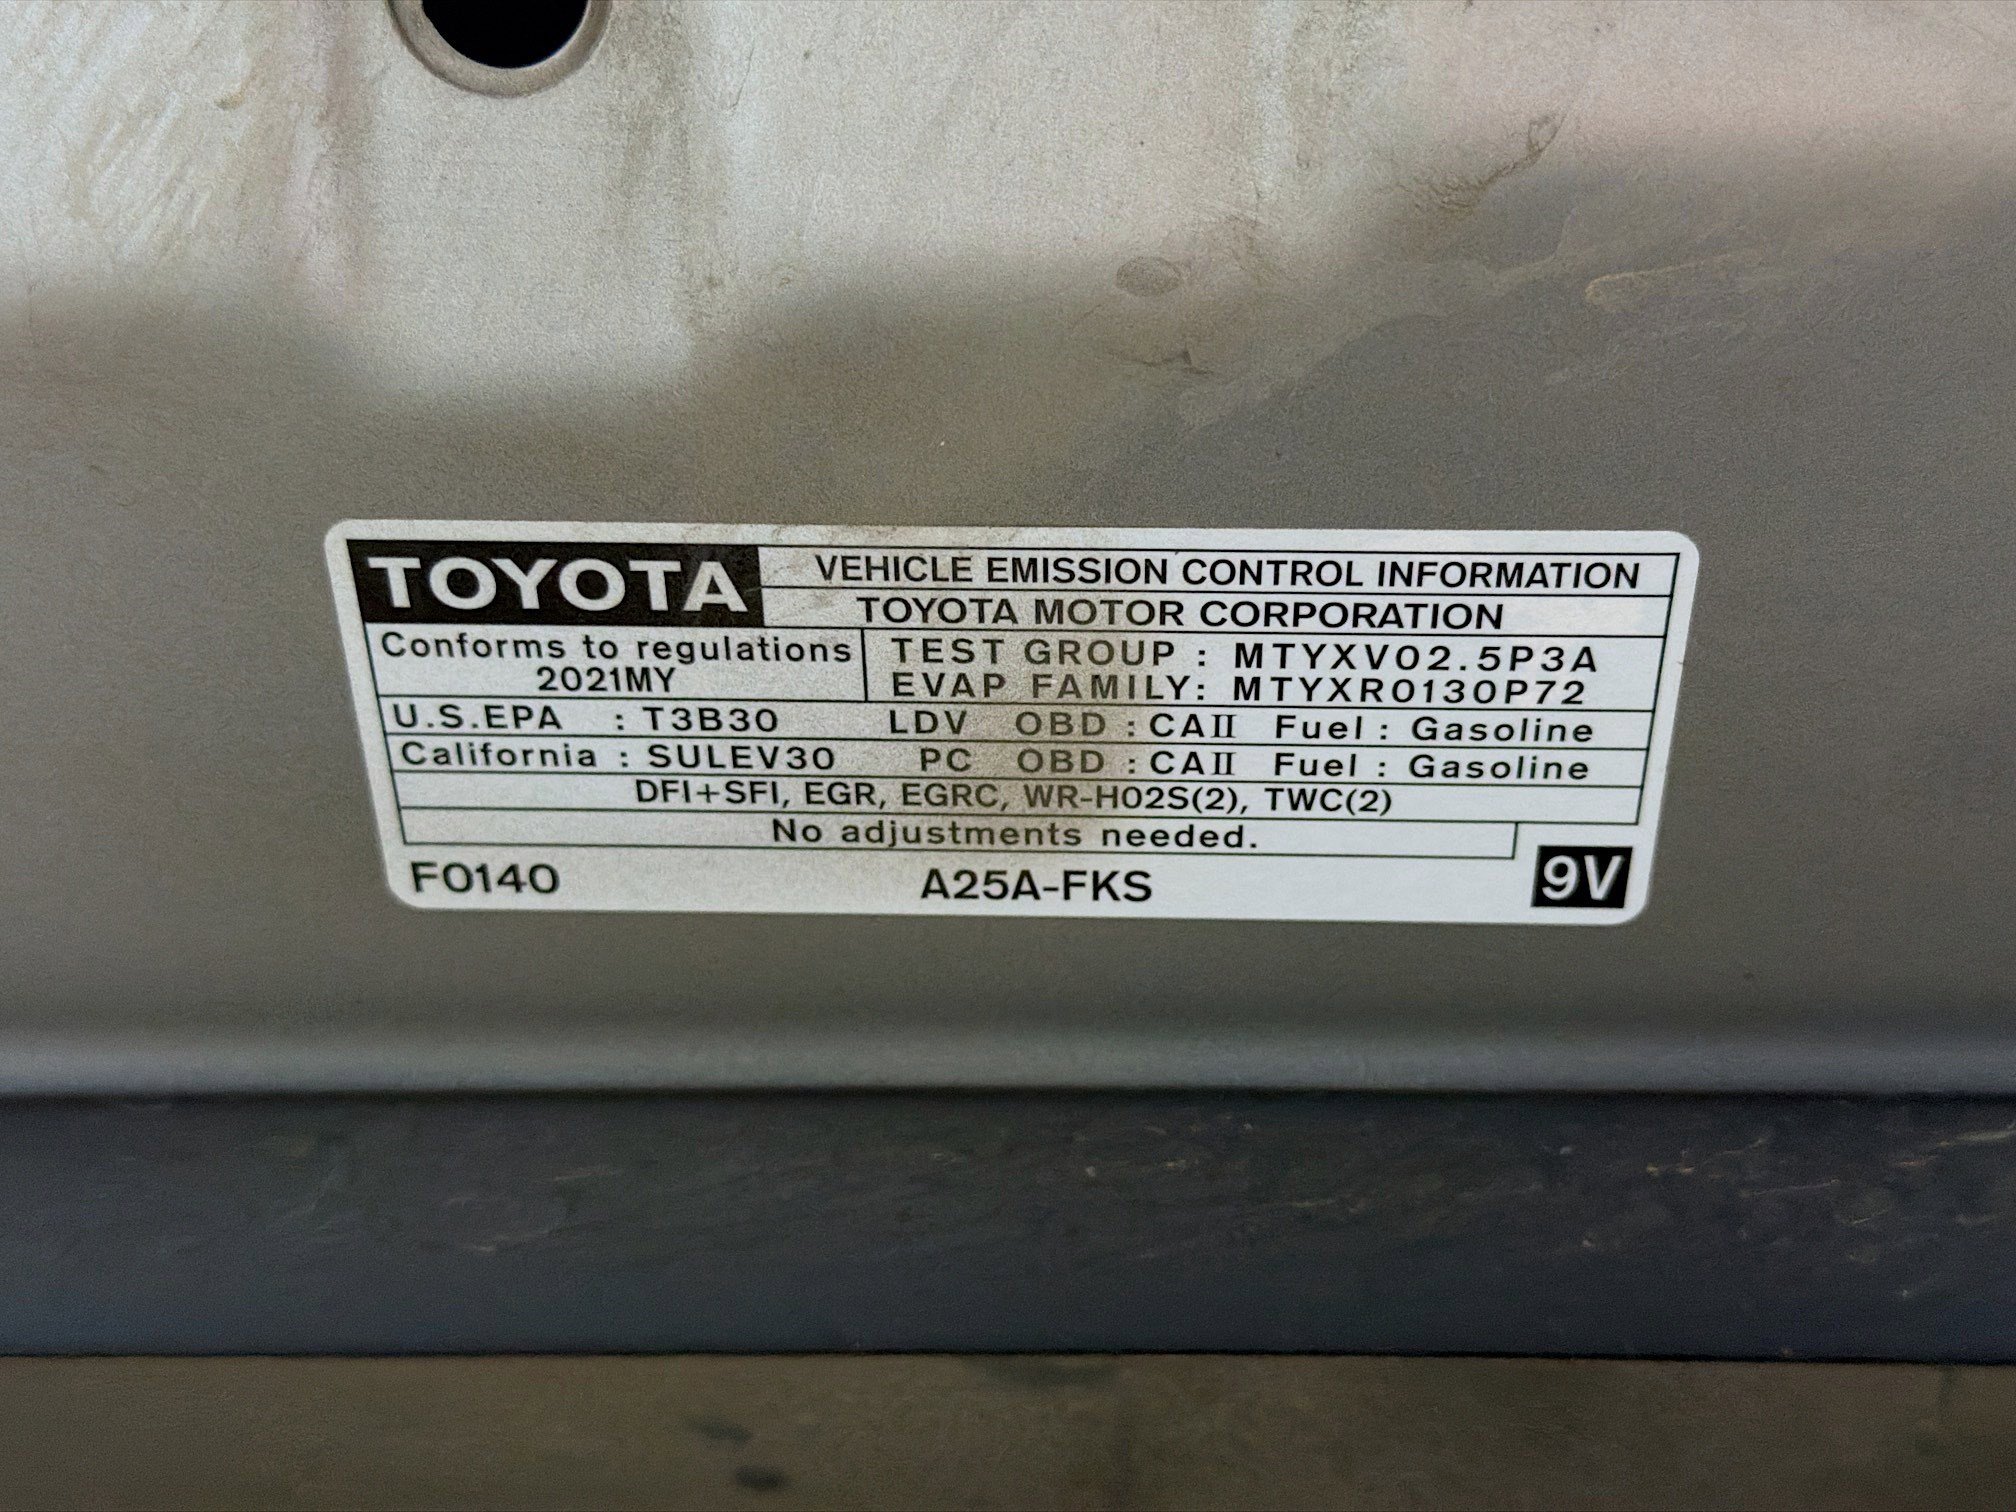 TOYOTA
VEHICLE EMISSION CONTROL INFORMATION
TOYOTA MOTOR CORPORATION
Conforms to regulations
2021MY
TEST GROUP : MTYXV02.5P3A
EVAP FAMILY: MTYXR0130P72
U.S.EPA : T3B30 LDV OBD : CAII Fuel : Gasoline
California : SULEV30 PC OBD : CAII Fuel : Gasoline
DFI+SFI, EGR, EGRC, WR-HO2S(2), TWC(2)
No adjustments needed.
F0140 A25A-FKS 9V